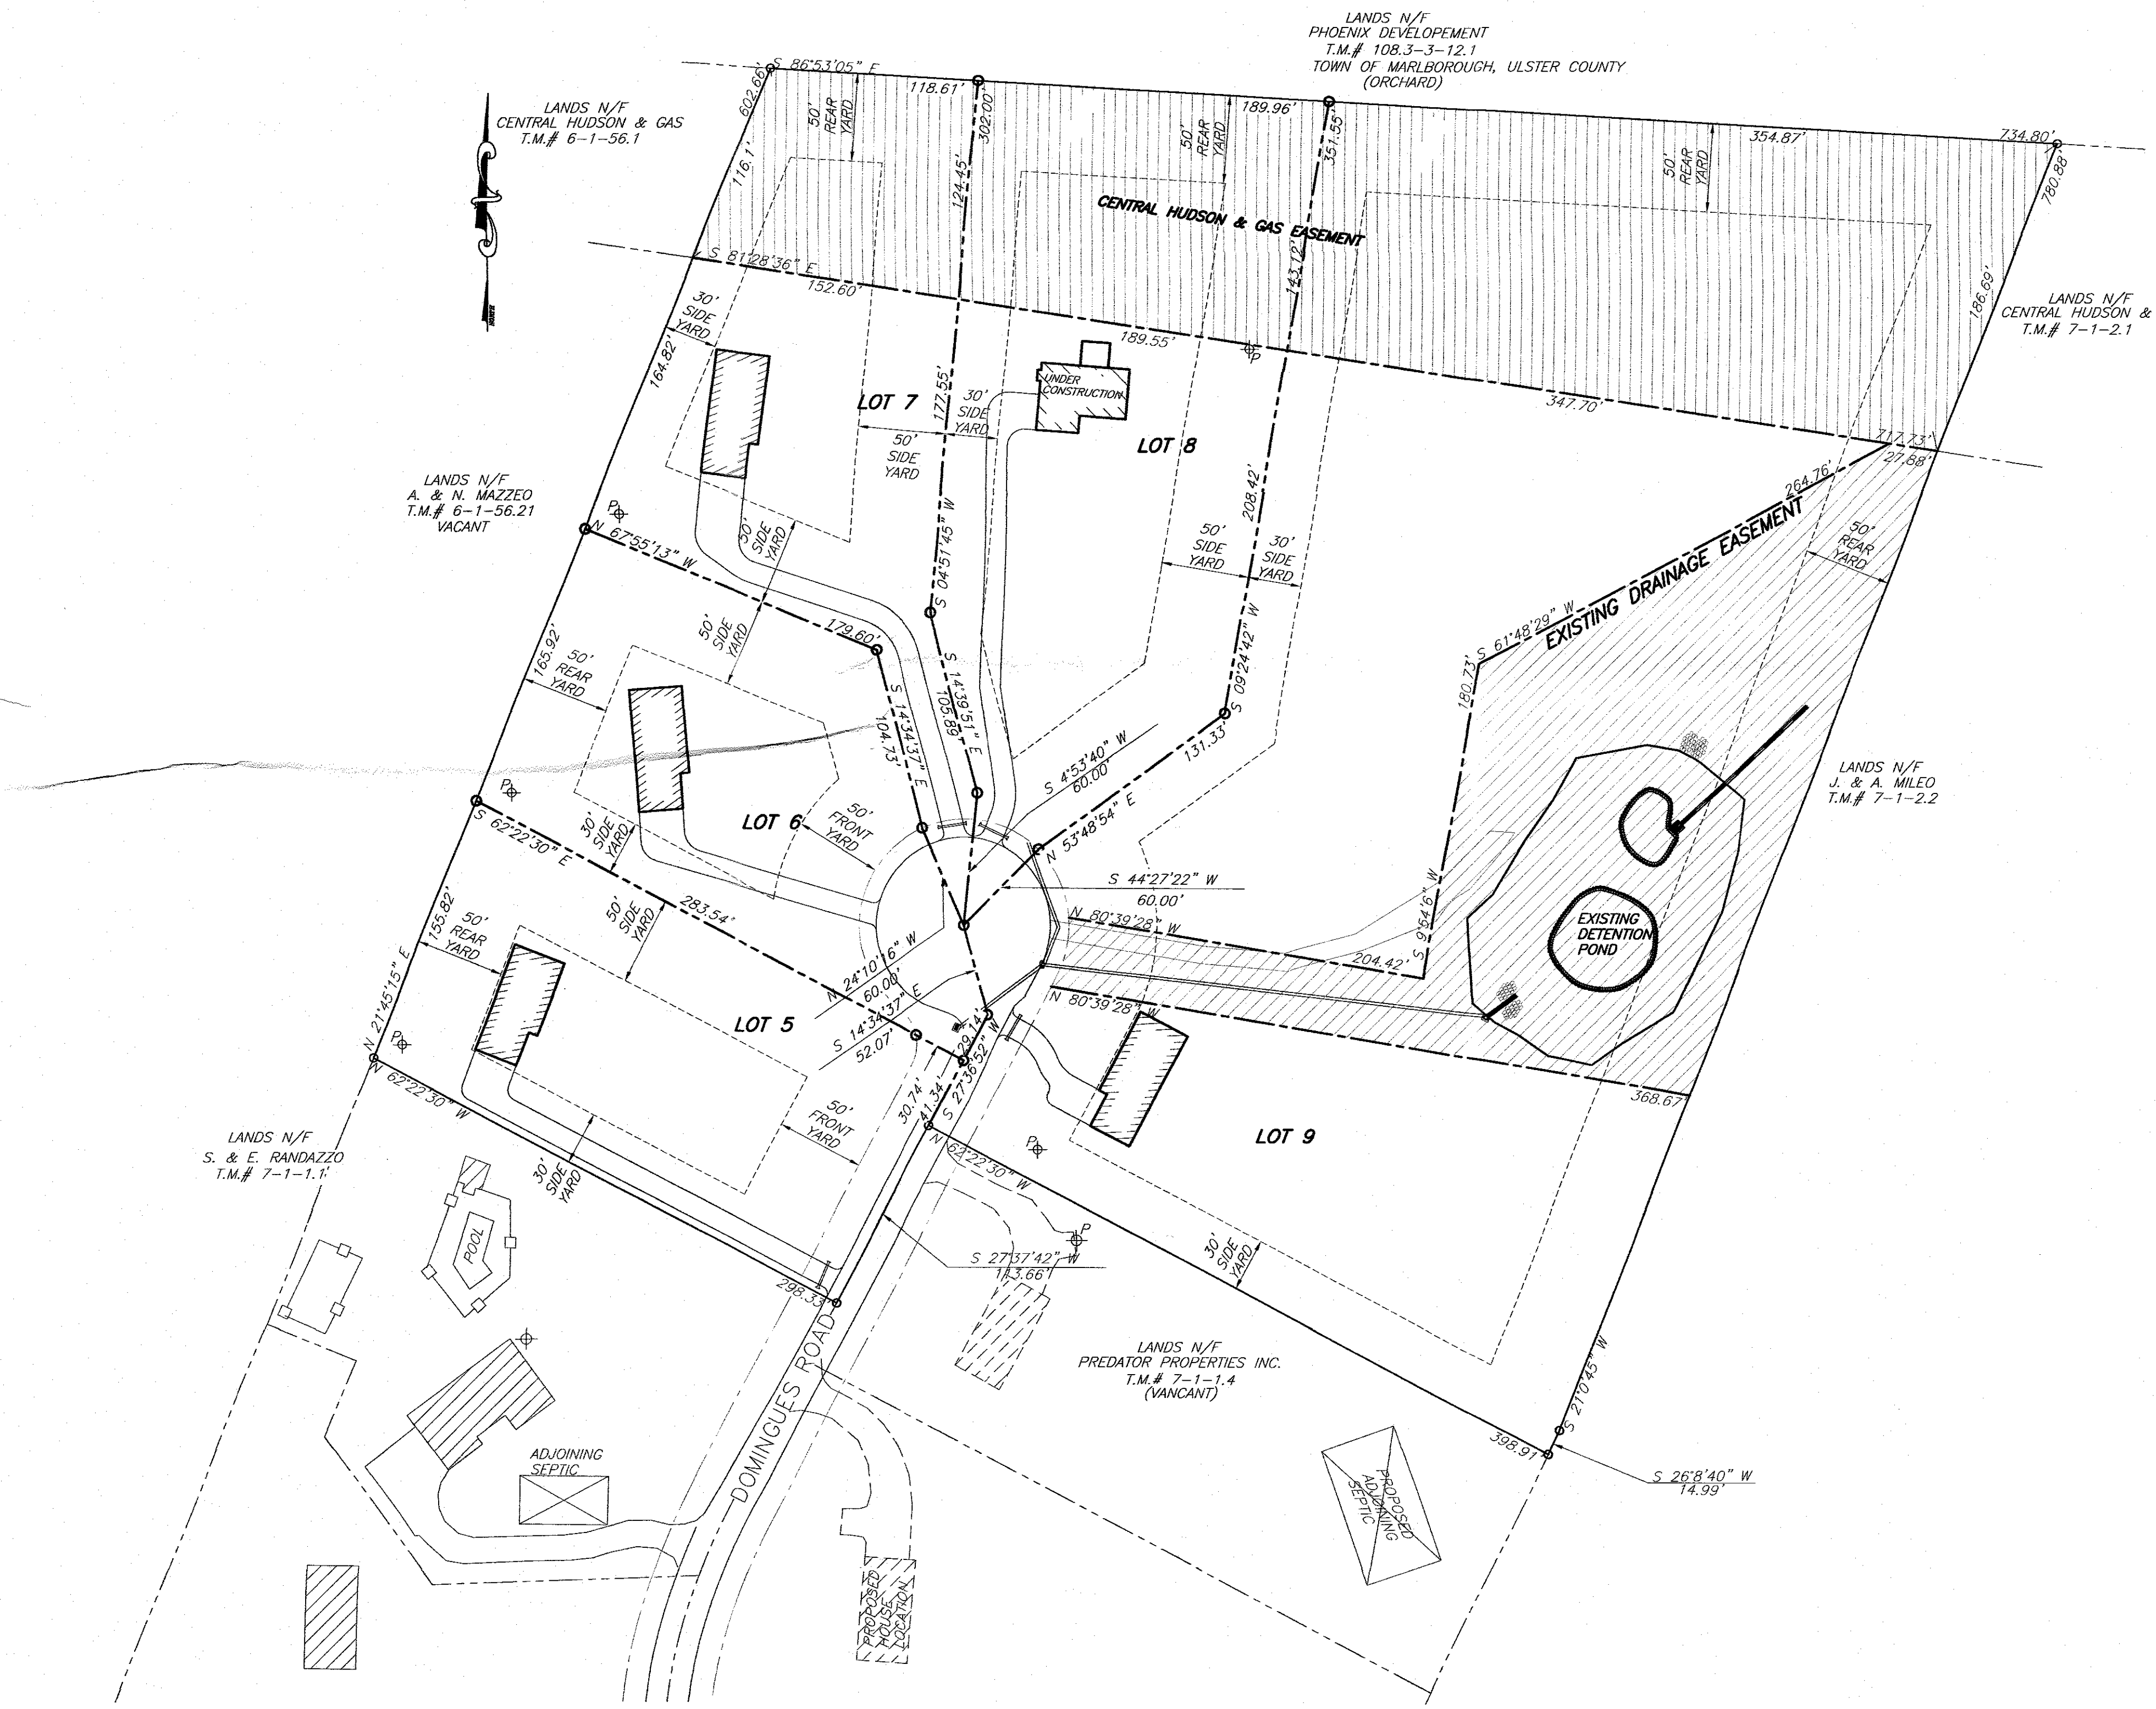 LANDS N/F
PHOENIX DEVELOPEMENT
T.M.# 108.3-3-12.1
TOWN OF MARLBOROUGH, ULSTER COUNTY
(ORCHARD)
S 86°53'05" E
602.66'
118.61'
302.00'
189.96'
351.55'
354.87'
734.80'
780.88'
LANDS N/F
CENTRAL HUDSON & GAS
T.M.# 6-1-56.1
50'
REAR
YARD
50'
REAR
YARD
50'
REAR
YARD
116.1'
124.45'
CENTRAL HUDSON & GAS EASEMENT
143.12'
186.69'
S 81°28'36" E
152.60'
189.55'
P
347.70'
717.73'
27.88'
LANDS N/F
CENTRAL HUDSON &
T.M.# 7-1-2.1
30'
SIDE
YARD
164.82'
LOT 7
177.55'
30'
SIDE
YARD
50'
SIDE
YARD
UNDER
CONSTRUCTION
LOT 8
208.42'
264.76'
EXISTING DRAINAGE EASEMENT
S 61°48'29" W
50'
REAR
YARD
LANDS N/F
A. & N. MAZZEO
T.M.# 6-1-56.21
VACANT
P
N 67°55'13" W
179.60'
50'
SIDE
YARD
50'
SIDE
YARD
S 04°51'45" W
50'
SIDE
YARD
30'
SIDE
YARD
S 09°24'42" W
180.73'
165.92'
50'
REAR
YARD
S 14°34'37" E
104.73'
S 14°39'51" E
105.89'
131.33'
N 53°48'54" E
S 4°53'40" W
60.00'
LANDS N/F
J. & A. MILEO
T.M.# 7-1-2.2
P
S 62°22'30" E
283.54'
30'
SIDE
YARD
LOT 6
50'
FRONT
YARD
S 44°27'22" W
60.00'
N 80°39'28" W
204.42'
S 9°54'6" W
EXISTING
DETENTION
POND
155.82'
50'
REAR
YARD
50'
SIDE
YARD
N 24°10'16" W
60.00'
S 14°34'37" E
52.07'
N 80°39'28" W
368.67'
N 21°45'15" E
P
LOT 5
29.14'
30.74'
41.34'
S 27°36'52" W
N 62°22'30" W
298.33'
50'
FRONT
YARD
30'
SIDE
YARD
N 62°22'30" W
P
LOT 9
LANDS N/F
S. & E. RANDAZZO
T.M.# 7-1-1.1
POOL
P
S 27°37'42" W
113.66'
30'
SIDE
YARD
LANDS N/F
PREDATOR PROPERTIES INC.
T.M.# 7-1-1.4
(VANCANT)
S 21°0'45" W
398.91'
S 26°8'40" W
14.99'
DOMINGUES ROAD
ADJOINING
SEPTIC
PROPOSED
ADJOINING
SEPTIC
PROPOSED
HOUSE
LOCATION